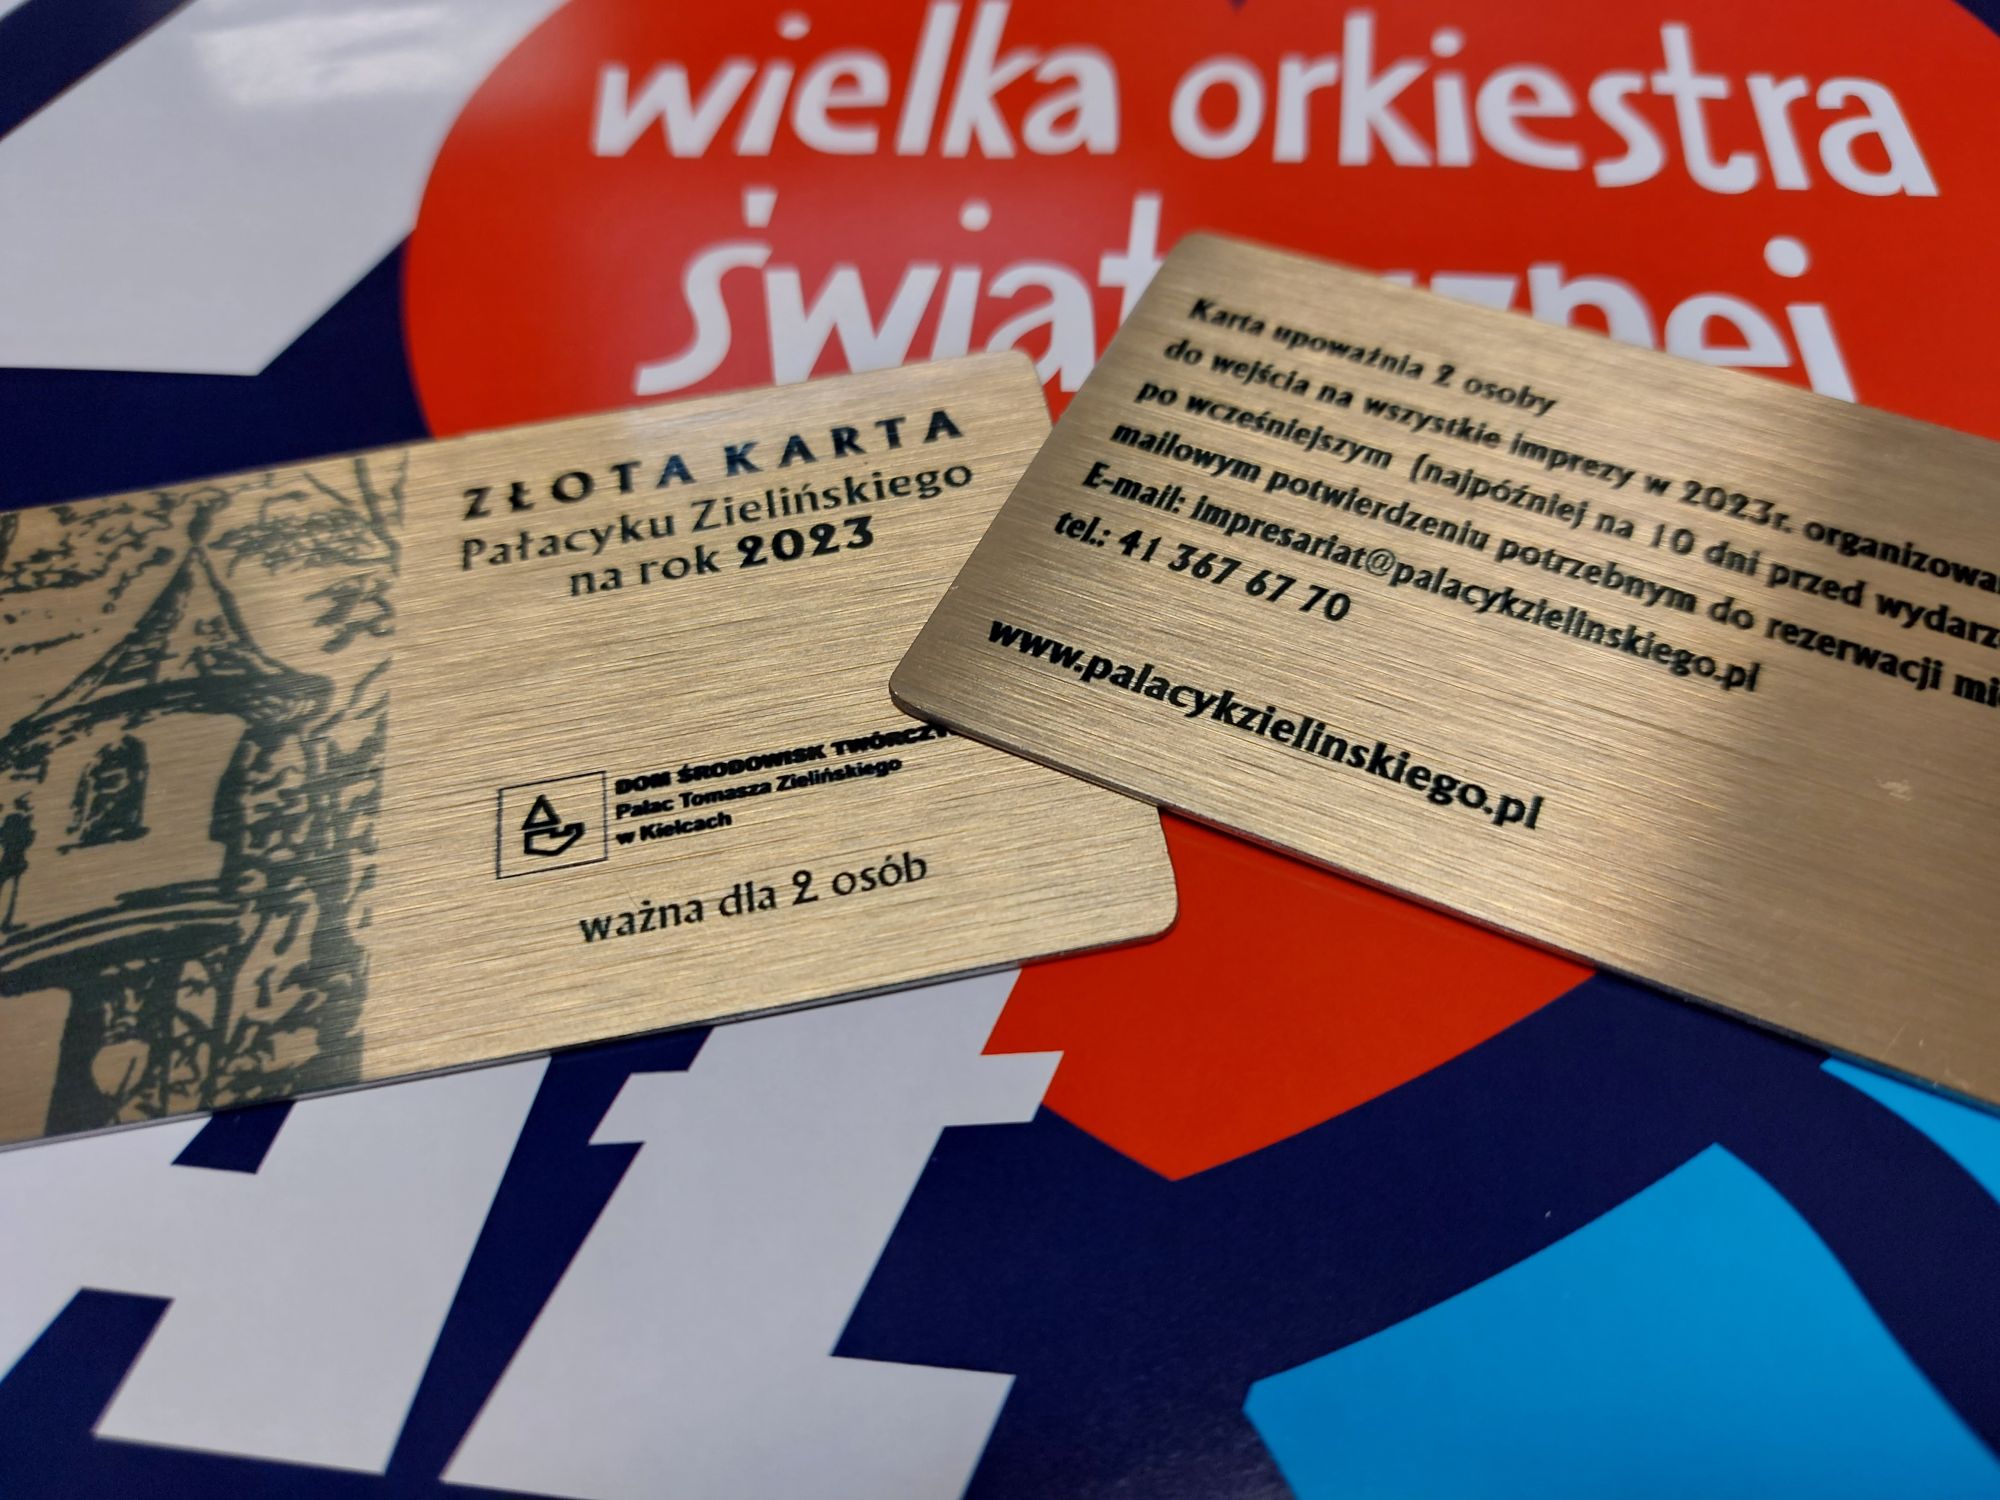 wielka orkiestra
ZŁOTA KARTA
Pałacyku Zielińskiego
na rok 2023
DOM ŚRODOWISK
Pałac Tomasza Zielińskiego
w Kielcach
ważna dla 2 osób
Karta upoważnia 2 osoby
do wejścia na wszystkie imprezy w 2023r.
po wcześniejszym (najpóźniej na 10 dni przed
mailowym potwierdzeniu potrzebnym do rezerwacji
E-mail: impresariat@palacykzielinskiego.pl
tel.: 41 367 67 70
www.palacykzielinskiego.pl